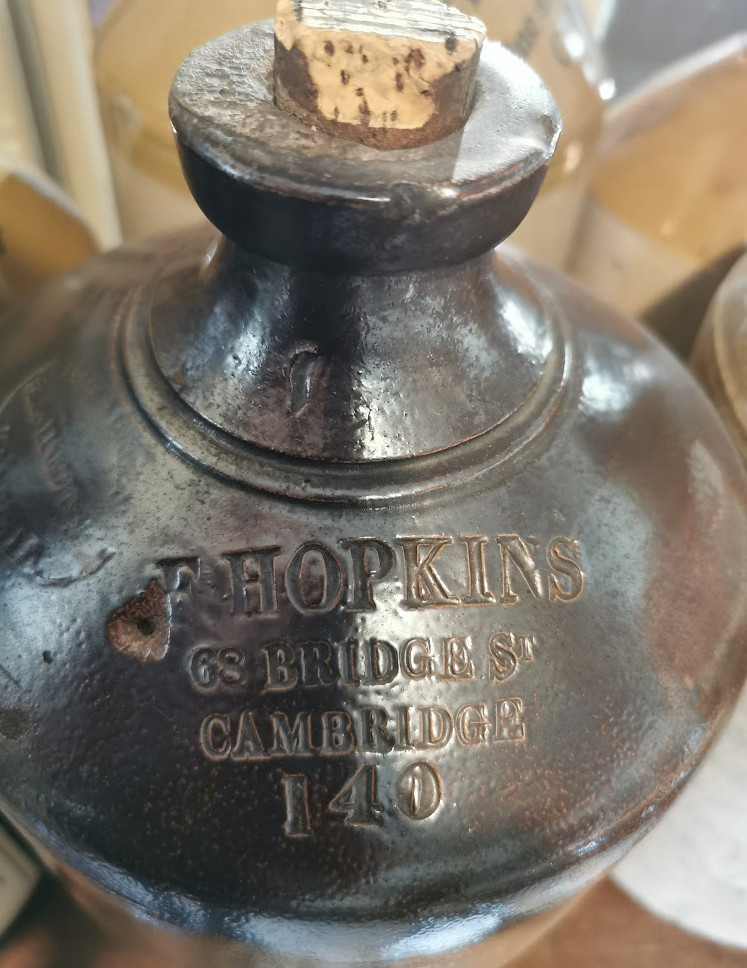 F HOPKINS
63 BRIDGE ST
CAMBRIDGE
140